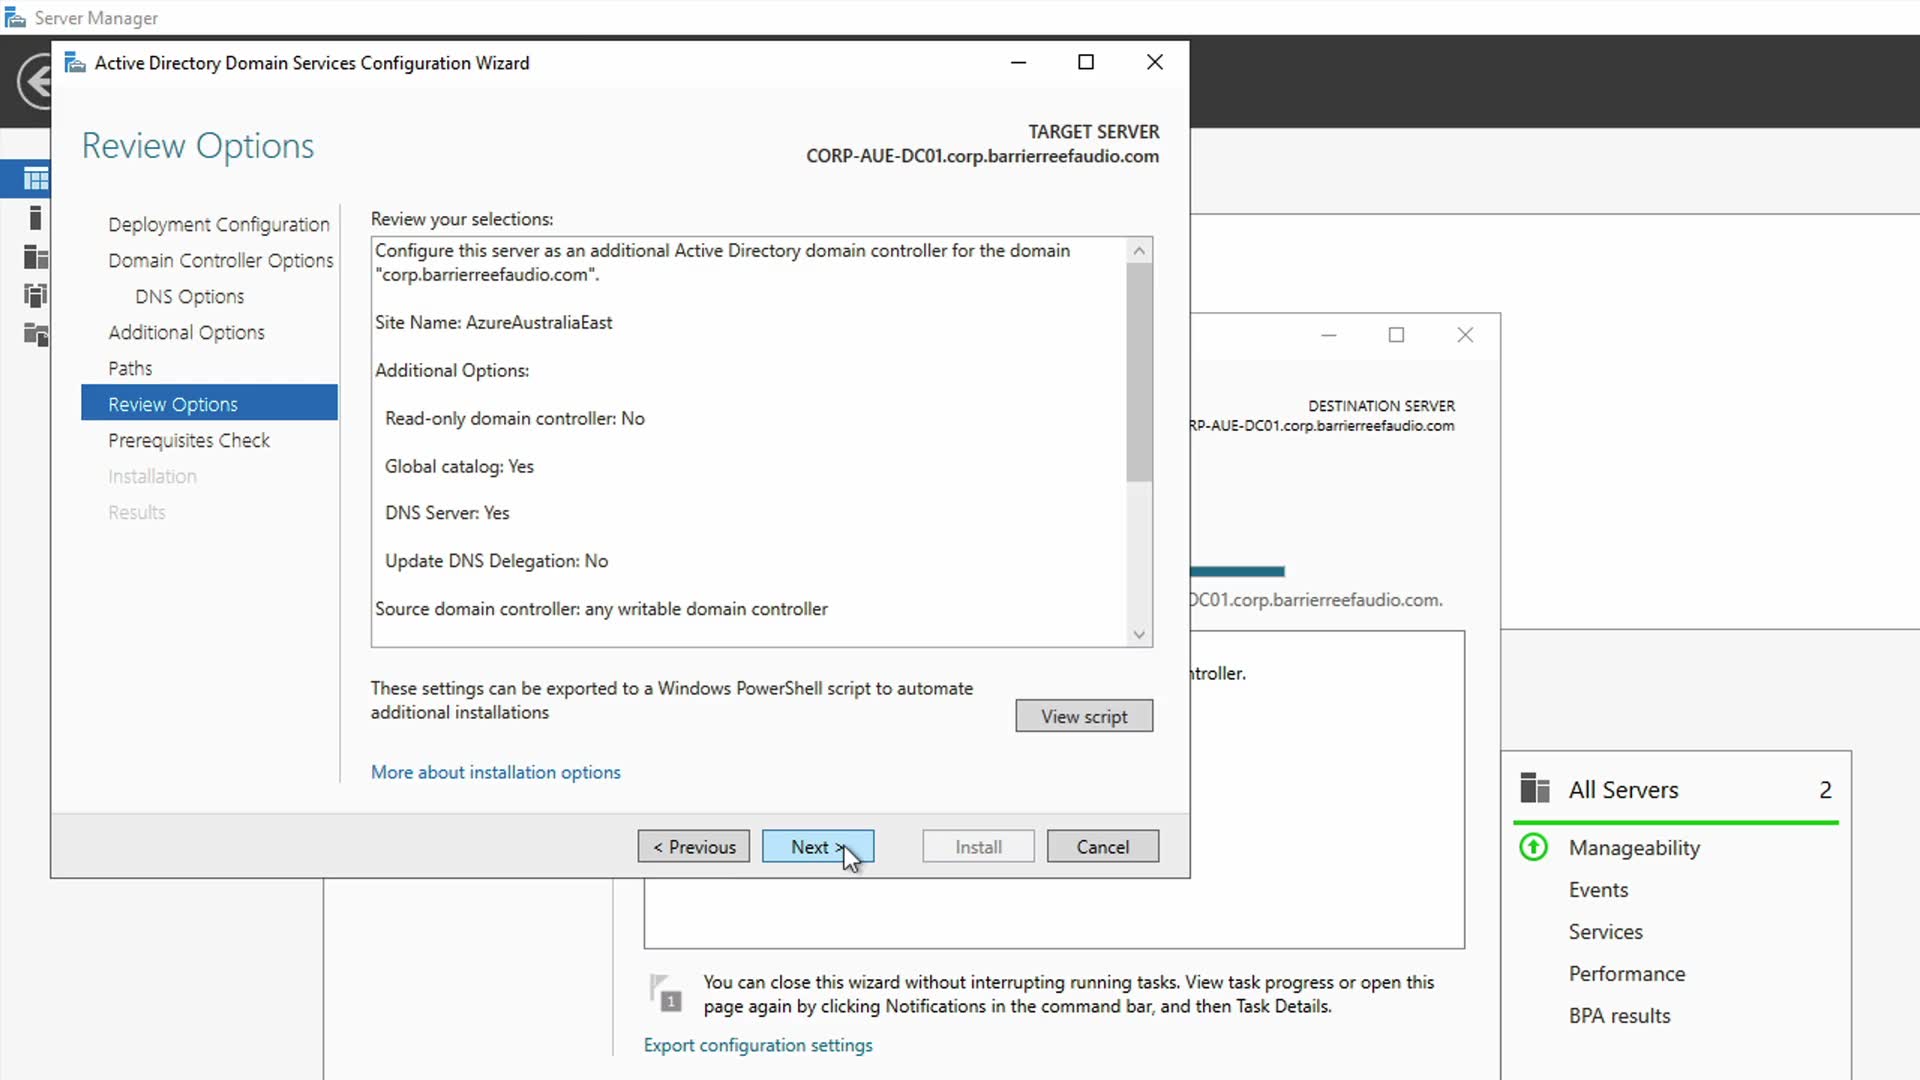 Server Manager
Active Directory Domain Services Configuration Wizard
Review Options
TARGET SERVER
CORP-AUE-DC01.corp.barrierreefaudio.com
Deployment Configuration
Domain Controller Options
DNS Options
Additional Options
Paths
Review Options
Prerequisites Check
Installation
Results
Review your selections:
Configure this server as an additional Active Directory domain controller for the domain
"corp.barrierreefaudio.com".
Site Name: AzureAustraliaEast
Additional Options:
Read-only domain controller: No
Global catalog: Yes
DNS Server: Yes
Update DNS Delegation: No
Source domain controller: any writable domain controller
These settings can be exported to a Windows PowerShell script to automate
additional installations
View script
More about installation options
< Previous
Next >
Install
Cancel
DESTINATION SERVER
RP-AUE-DC01.corp.barrierreefaudio.com
DC01.corp.barrierreefaudio.com.
ntroller.
1
You can close this wizard without interrupting running tasks. View task progress or open this
page again by clicking Notifications in the command bar, and then Task Details.
Export configuration settings
All Servers 2
Manageability
Events
Services
Performance
BPA results